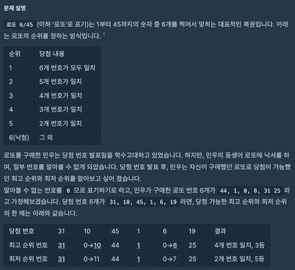 문제 설명
로또 6/45 (이하 '로또'로 표기)는 1부터 45까지의 숫자 중 6개를 찍어서 맞히는 대표적인 복권입니다. 아래
는 로또의 순위를 정하는 방식입니다. 1
순위 당첨 내용
1 6개 번호가 모두 일치
2 5개 번호가 일치
3 4개 번호가 일치
4 3개 번호가 일치
5 2개 번호가 일치
6(낙첨) 그 외
로또를 구매한 민우는 당첨 번호 발표일을 학수고대하고 있었습니다. 하지만, 민우의 동생이 로또에 낙서를 하
여, 일부 번호를 알아볼 수 없게 되었습니다. 당첨 번호 발표 후, 민우는 자신이 구매했던 로또로 당첨이 가능했
던 최고 순위와 최저 순위를 알아보고 싶어 졌습니다.
알아볼 수 없는 번호를 0 으로 표기하기로 하고, 민우가 구매한 로또 번호 6개가 44, 1, 0, 0, 31 25 라
고 가정해보겠습니다. 당첨 번호 6개가 31, 10, 45, 1, 6, 19 라면, 당첨 가능한 최고 순위와 최저 순위
의 한 예는 아래와 같습니다.
당첨 번호 31 10 45 1 6 19 결과
최고 순위 번호 31 0→10 44 1 0→6 25 4개 번호 일치, 3등
최저 순위 번호 31 0→11 44 1 0→7 25 2개 번호 일치, 5등